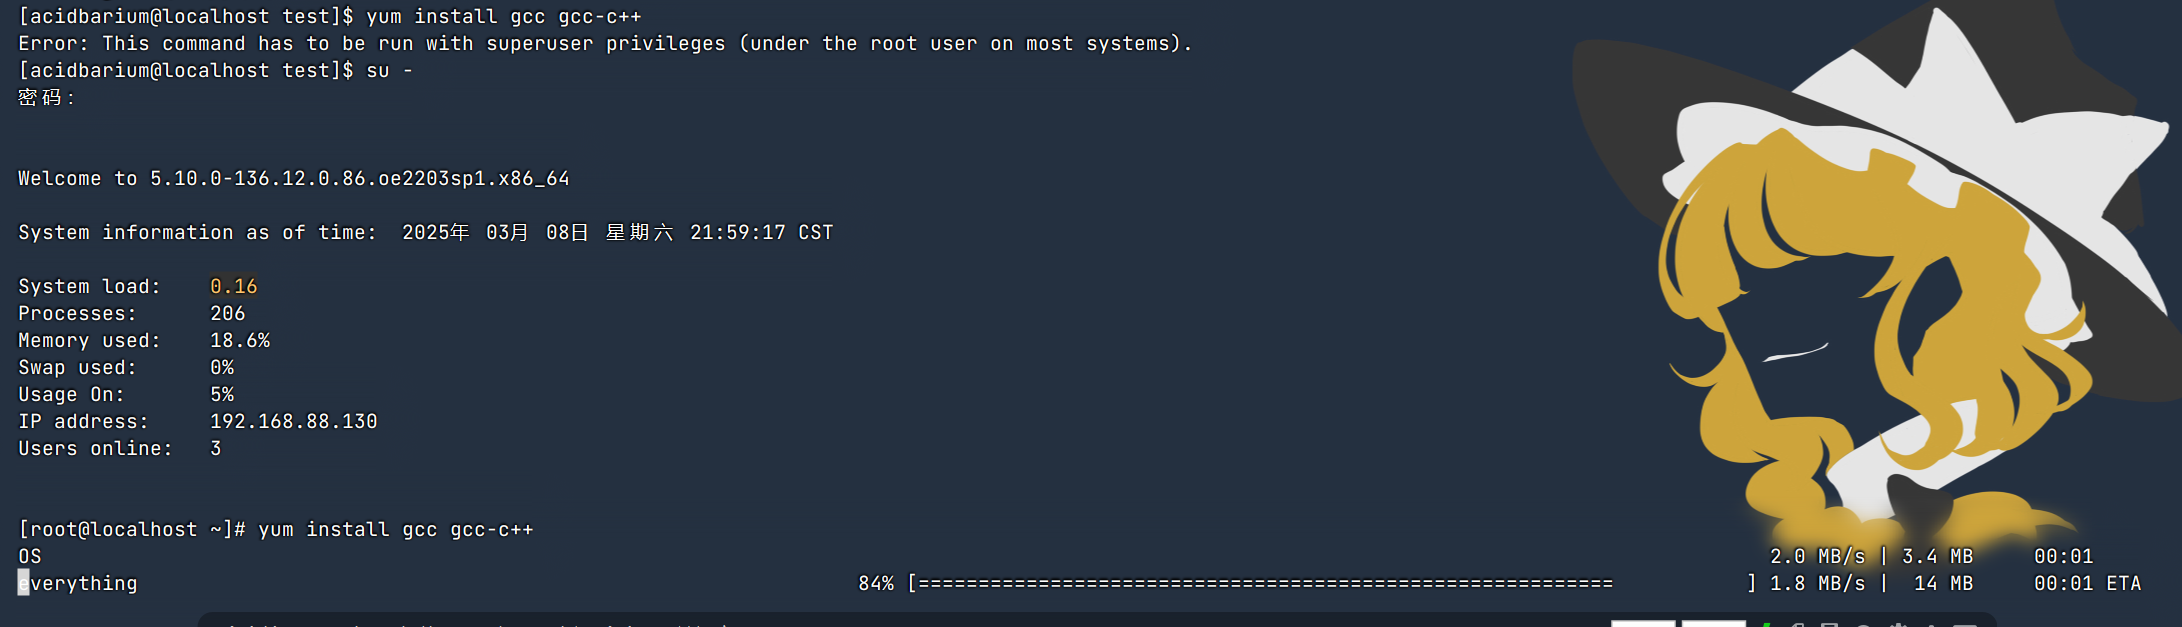 [acidbarium@localhost test]$ yum install gcc gcc-c++
Error: This command has to be run with superuser privileges (under the root user on most systems).
[acidbarium@localhost test]$ su -
密码：
Welcome to 5.10.0-136.12.0.86.oe2203sp1.x86_64
System information as of time:  2025年 03月 08日 星期六 21:59:17 CST
System load:    0.16
Processes:      206
Memory used:    18.6%
Swap used:      0%
Usage On:       5%
IP address:     192.168.88.130
Users online:   3
[root@localhost ~]# yum install gcc gcc-c++
OS 2.0 MB/s | 3.4 MB     00:01
everything 84% [==========================================================           ] 1.8 MB/s |  14 MB     00:01 ETA